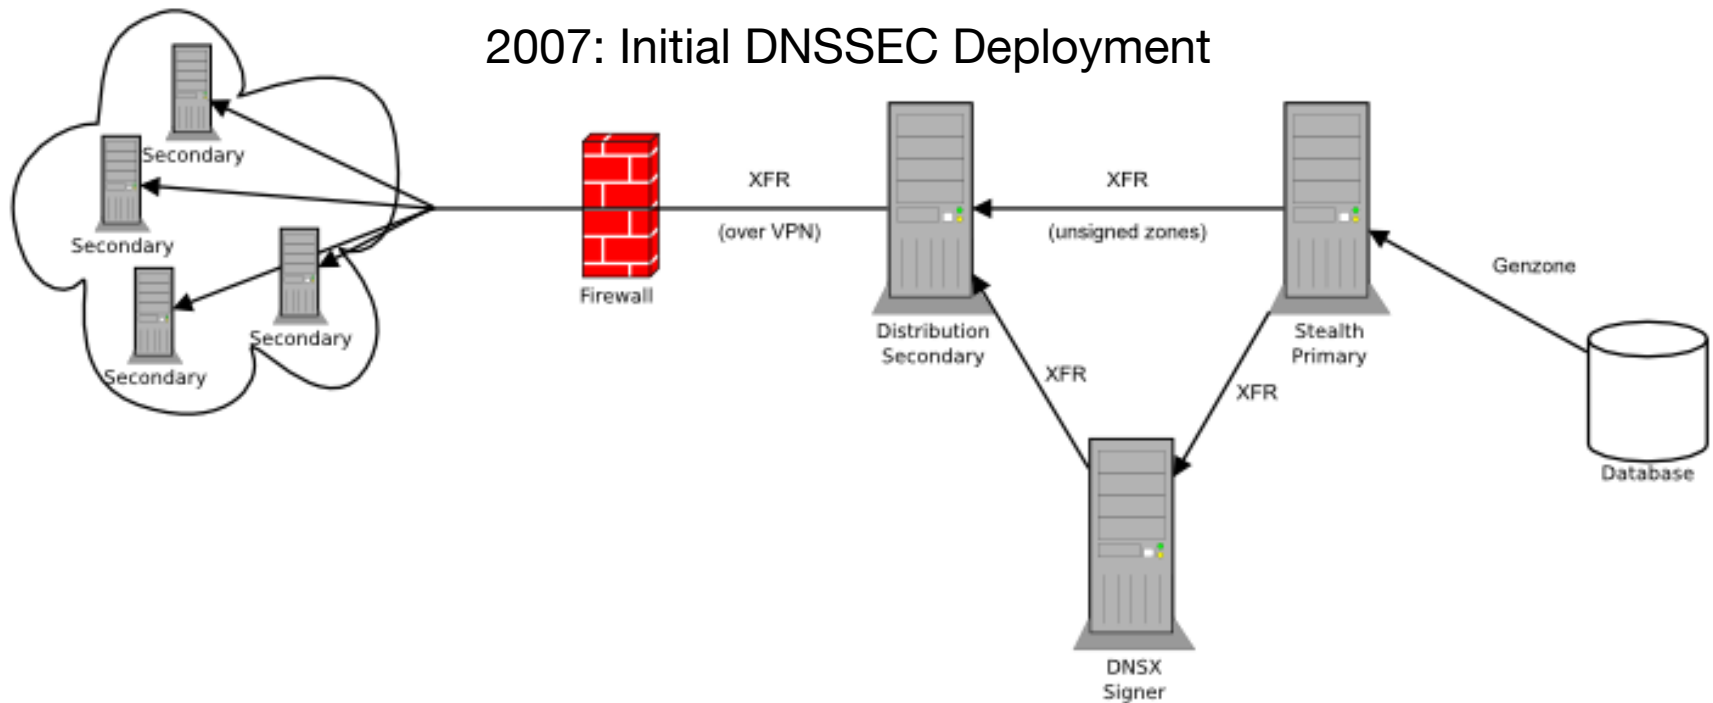 2007: Initial DNSSEC Deployment
Secondary
Secondary
Secondary
Secondary
Firewall
XFR
(over VPN)
Distribution
Secondary
XFR
(unsigned zones)
Stealth
Primary
Genzone
Database
XFR
XFR
DNSX
Signer